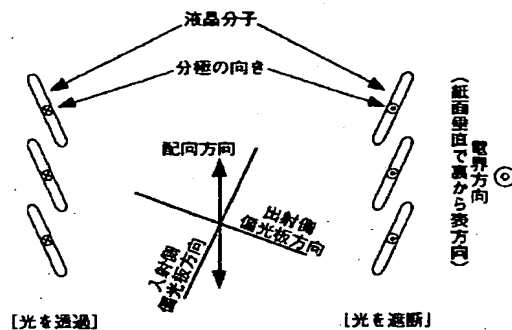 液晶分子
分極の向き
配向方向
出射側
偏光板方向
入射側
偏光板方向
電界方向
(紙面垂直で裏から表方向)
[光を透過]
[光を遮断]